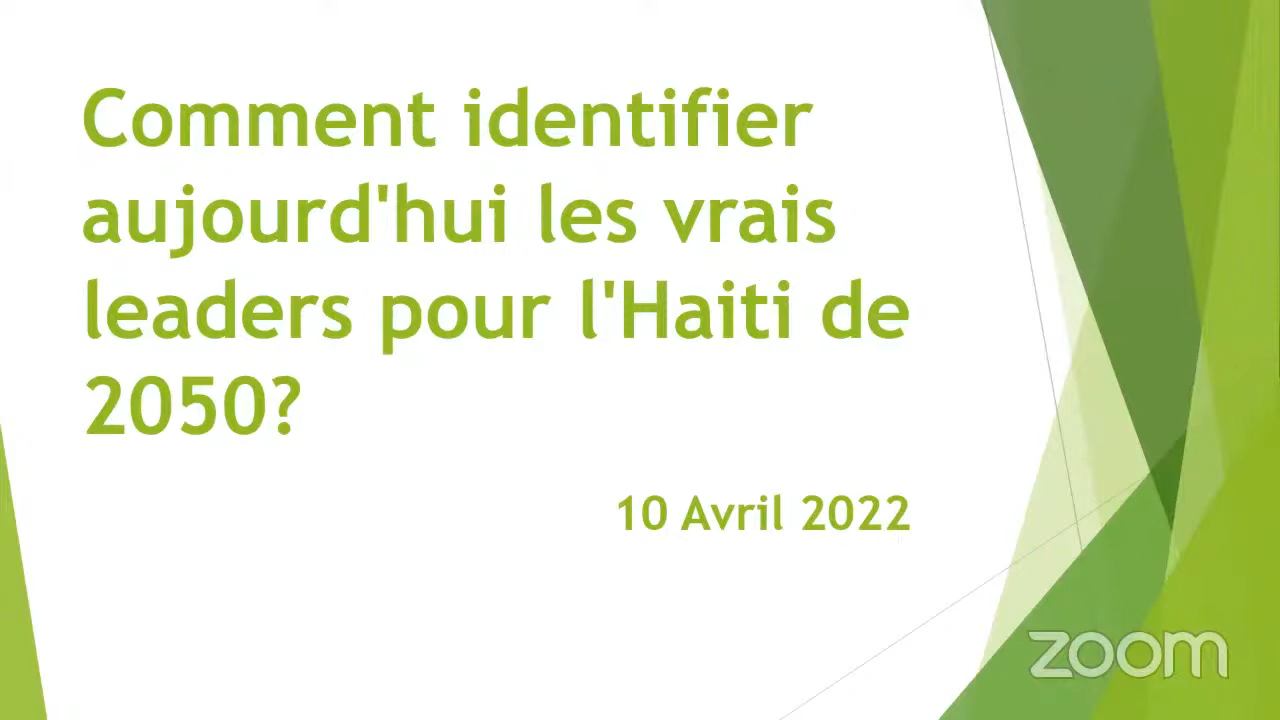 Comment identifier
aujourd'hui les vrais
leaders pour l'Haiti de
2050?
10 Avril 2022
zoom